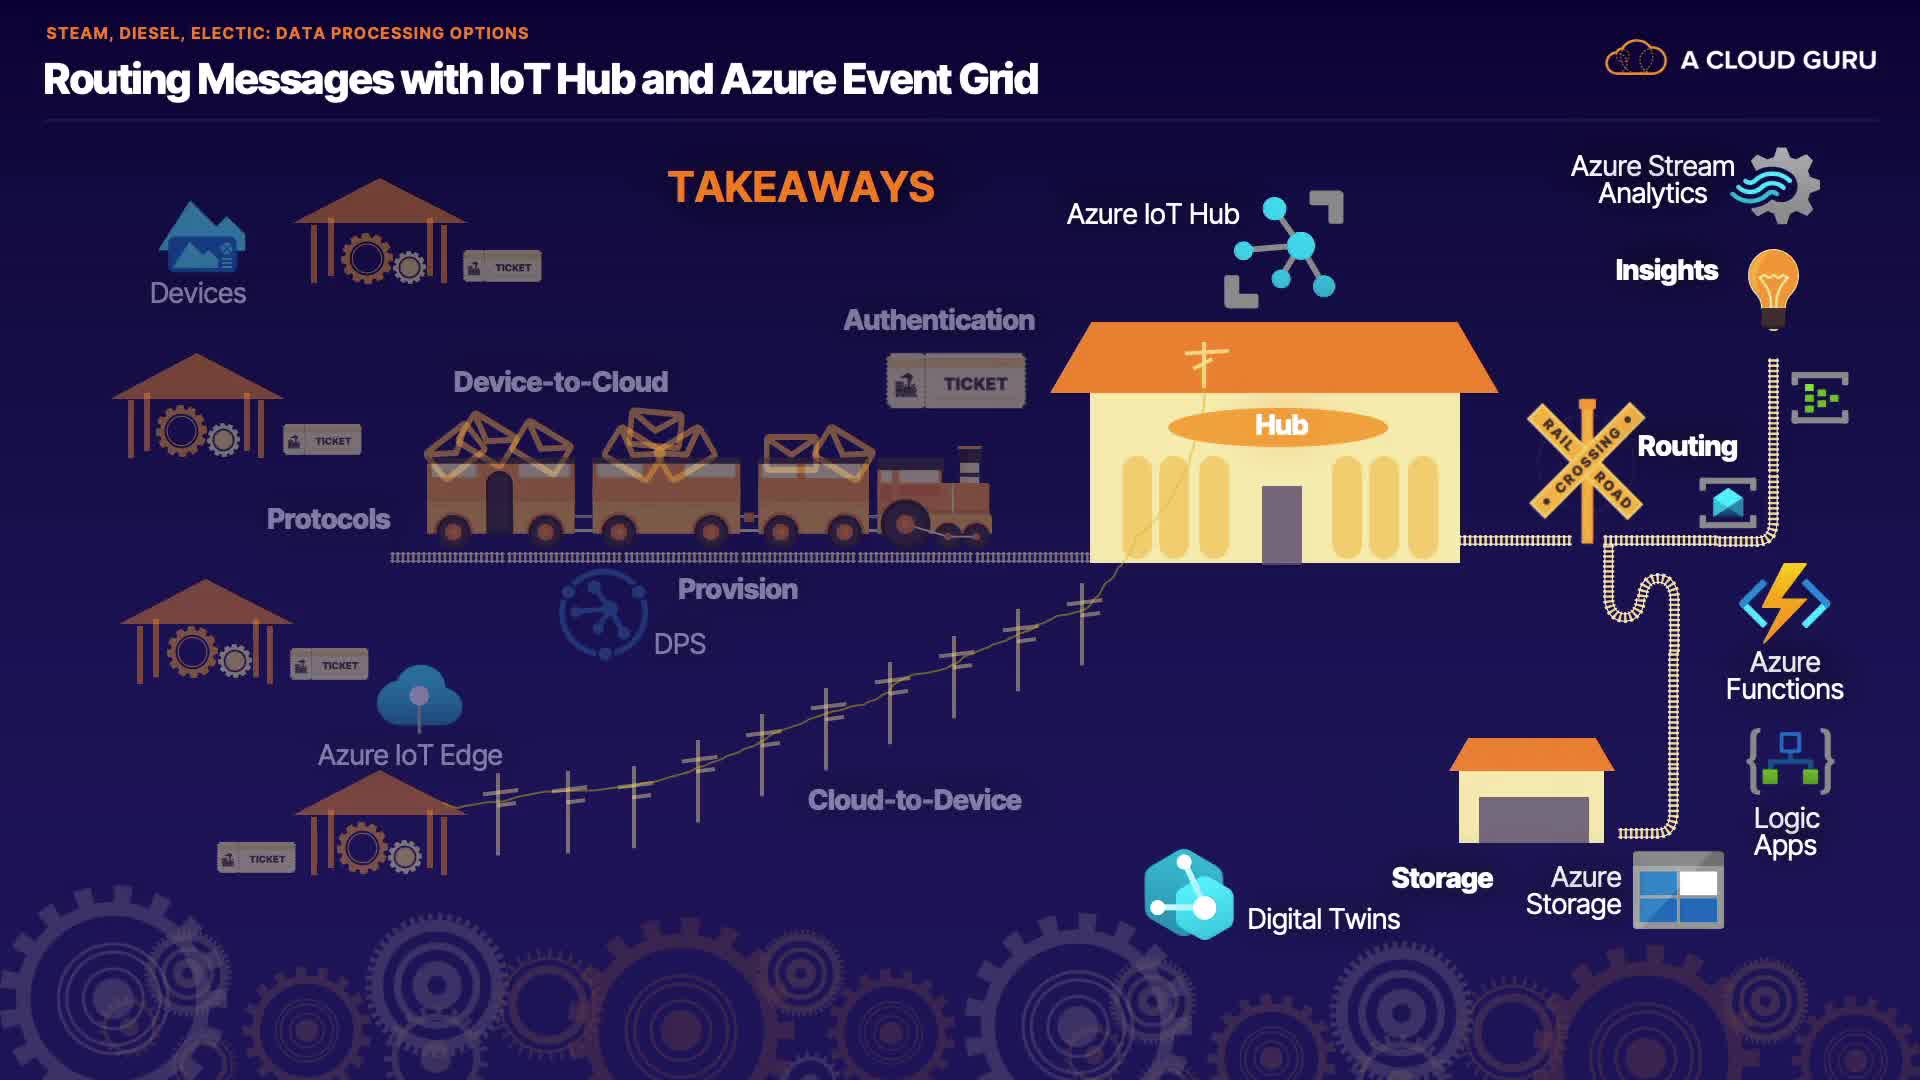 STEAM, DIESEL, ELECTIC: DATA PROCESSING OPTIONS
Routing Messages with IoT Hub and Azure Event Grid
A CLOUD GURU
TAKEAWAYS
Azure Stream
Analytics
Azure IoT Hub
Insights
TICKET
Devices
Authentication
TICKET
Device-to-Cloud
TICKET
Hub
RAIL
CROSSING
ROAD
Routing
Protocols
Provision
DPS
TICKET
Azure
Functions
Azure IoT Edge
Cloud-to-Device
Logic
Apps
TICKET
Storage
Azure
Storage
Digital Twins